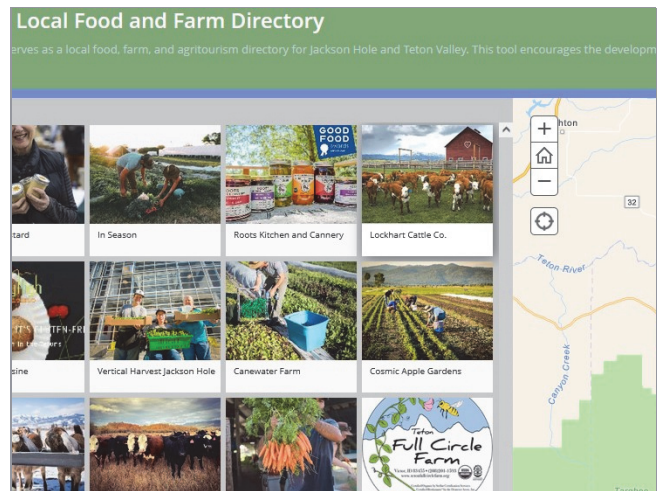 Local Food and Farm Directory
erves as a local food, farm, and agritourism directory for Jackson Hole and Teton Valley. This tool encourages the developm
GOOD
FOOD
hton
32
tard
In Season
Roots Kitchen and Cannery
Lockhart Cattle Co.
Teton River
Canyon Creek
sine
Vertical Harvest Jackson Hole
Canewater Farm
Cosmic Apple Gardens
Teton
Full Circle
Farm